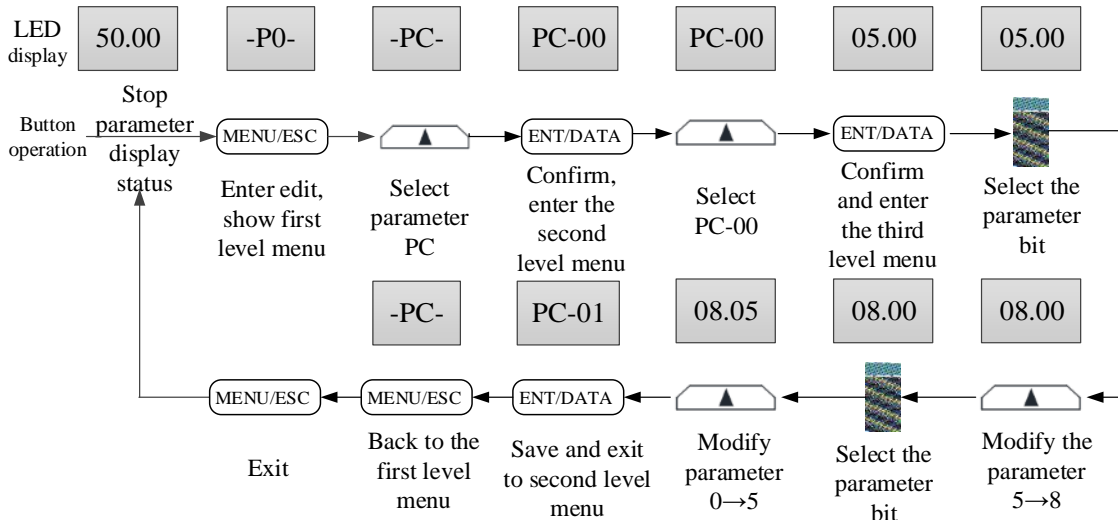 LED
display
50.00
-P0-
-PC-
PC-00
PC-00
05.00
05.00
Button
operation
Stop
parameter
display
status
MENU/ESC
ENT/DATA
ENT/DATA
Enter edit,
show first
level menu
Select
parameter
PC
Confirm,
enter the
second
level menu
Select
PC-00
Confirm
and enter
the third
level menu
Select the
parameter
bit
-PC-
PC-01
08.05
08.00
08.00
MENU/ESC
MENU/ESC
ENT/DATA
Exit
Back to the
first level
menu
Save and exit
to second level
menu
Modify
parameter
0→5
Select the
parameter
bit
Modify the
parameter
5→8